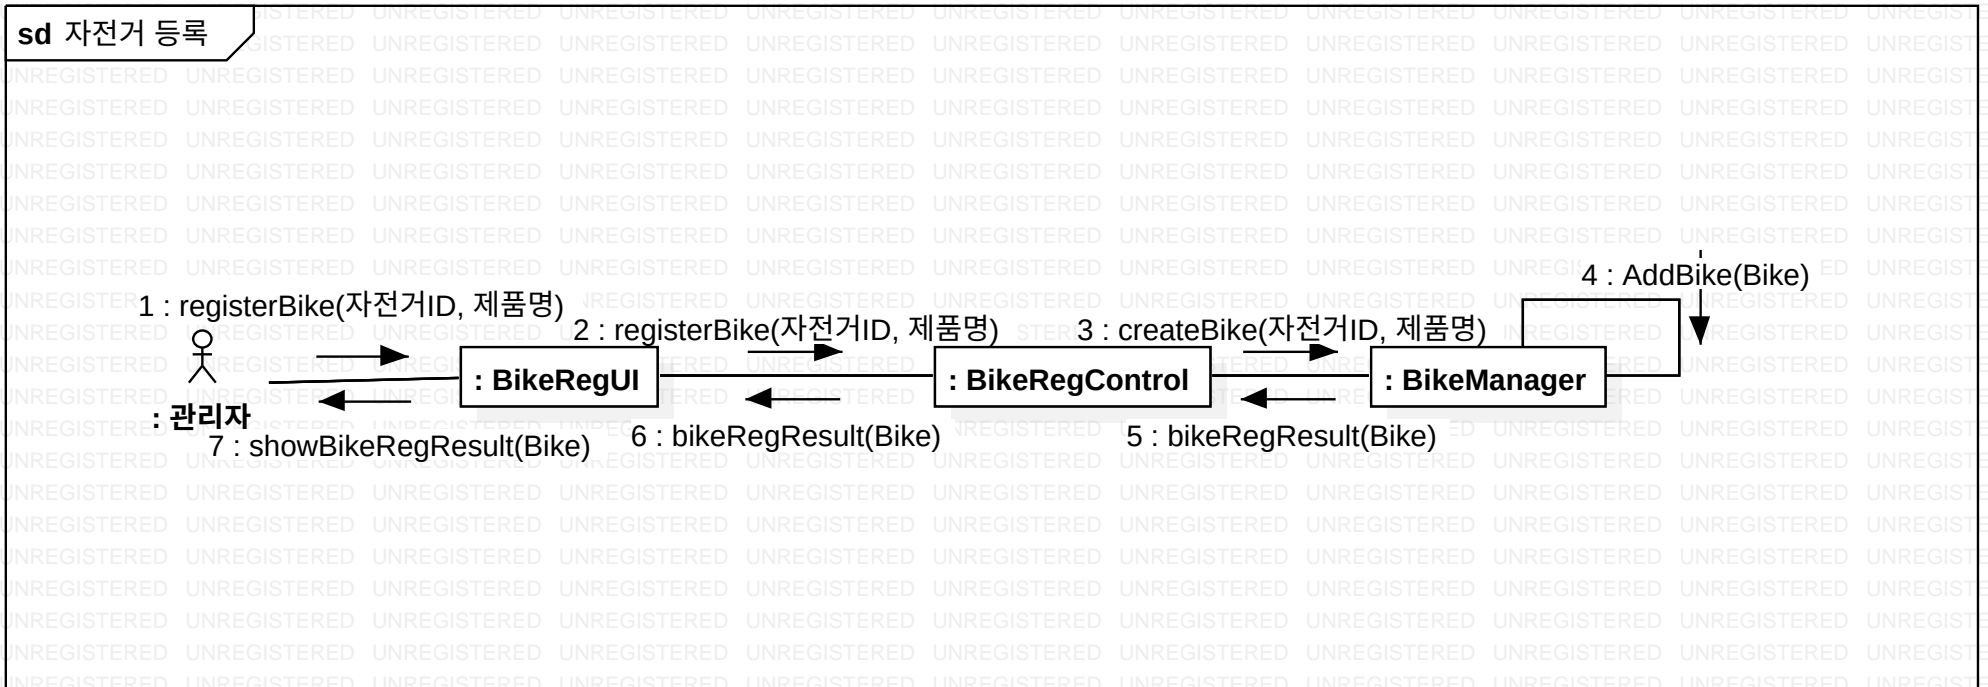 sd 자전거 등록
4 : AddBike(Bike)
1 : registerBike(자전거ID, 제품명)
2 : registerBike(자전거ID, 제품명)
3 : createBike(자전거ID, 제품명)
: BikeRegUI
: BikeRegControl
: BikeManager
: 관리자
7 : showBikeRegResult(Bike)
6 : bikeRegResult(Bike)
5 : bikeRegResult(Bike)
UNREGISTERED